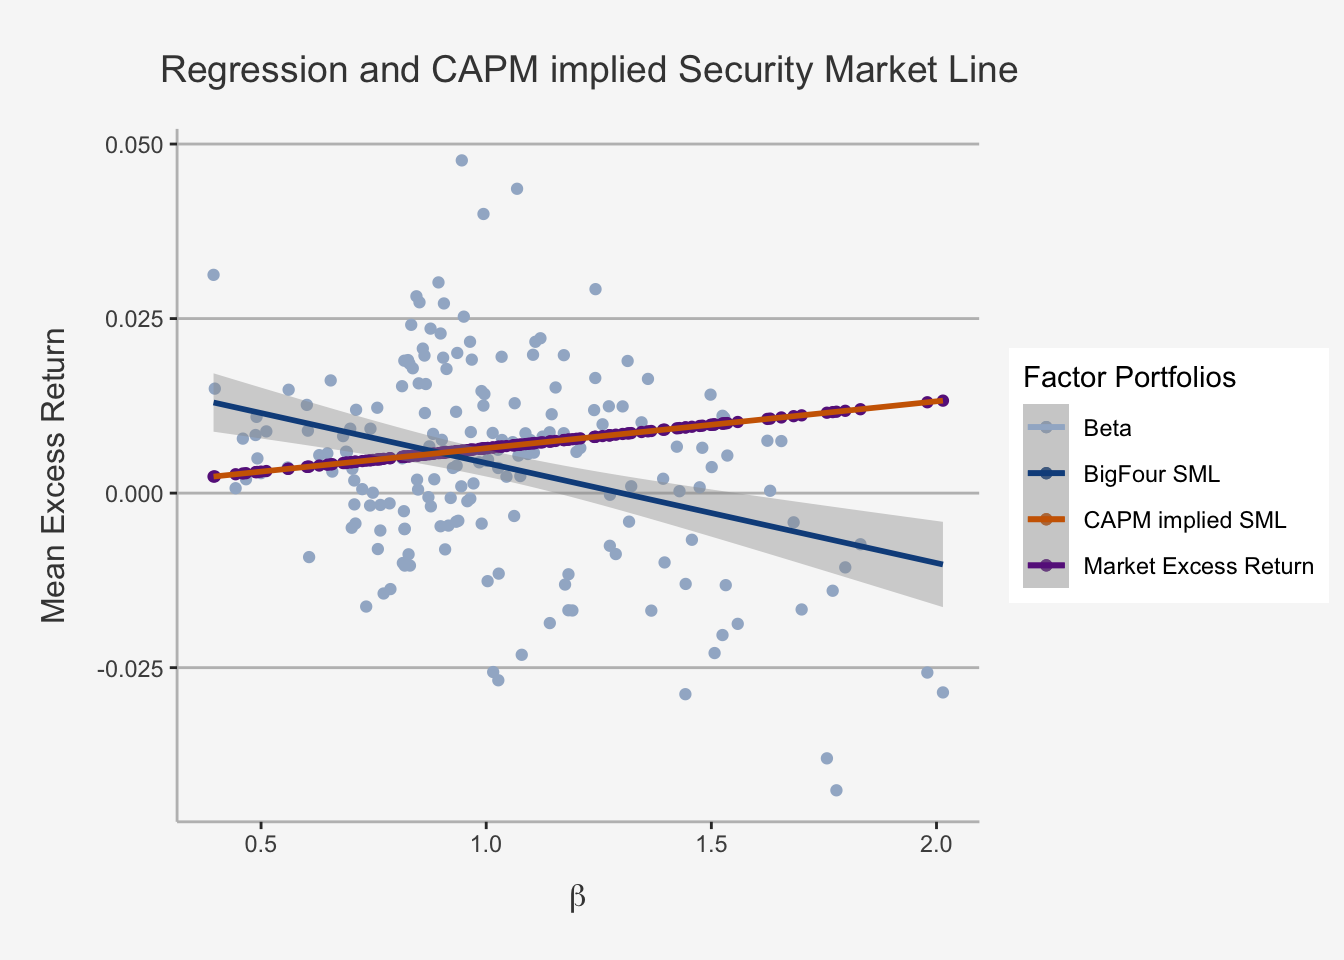 Regression and CAPM implied Security Market Line
Mean Excess Return
0.050
0.025
0.000
-0.025
0.5 1.0 1.5 2.0
β
Factor Portfolios
Beta
BigFour SML
CAPM implied SML
Market Excess Return